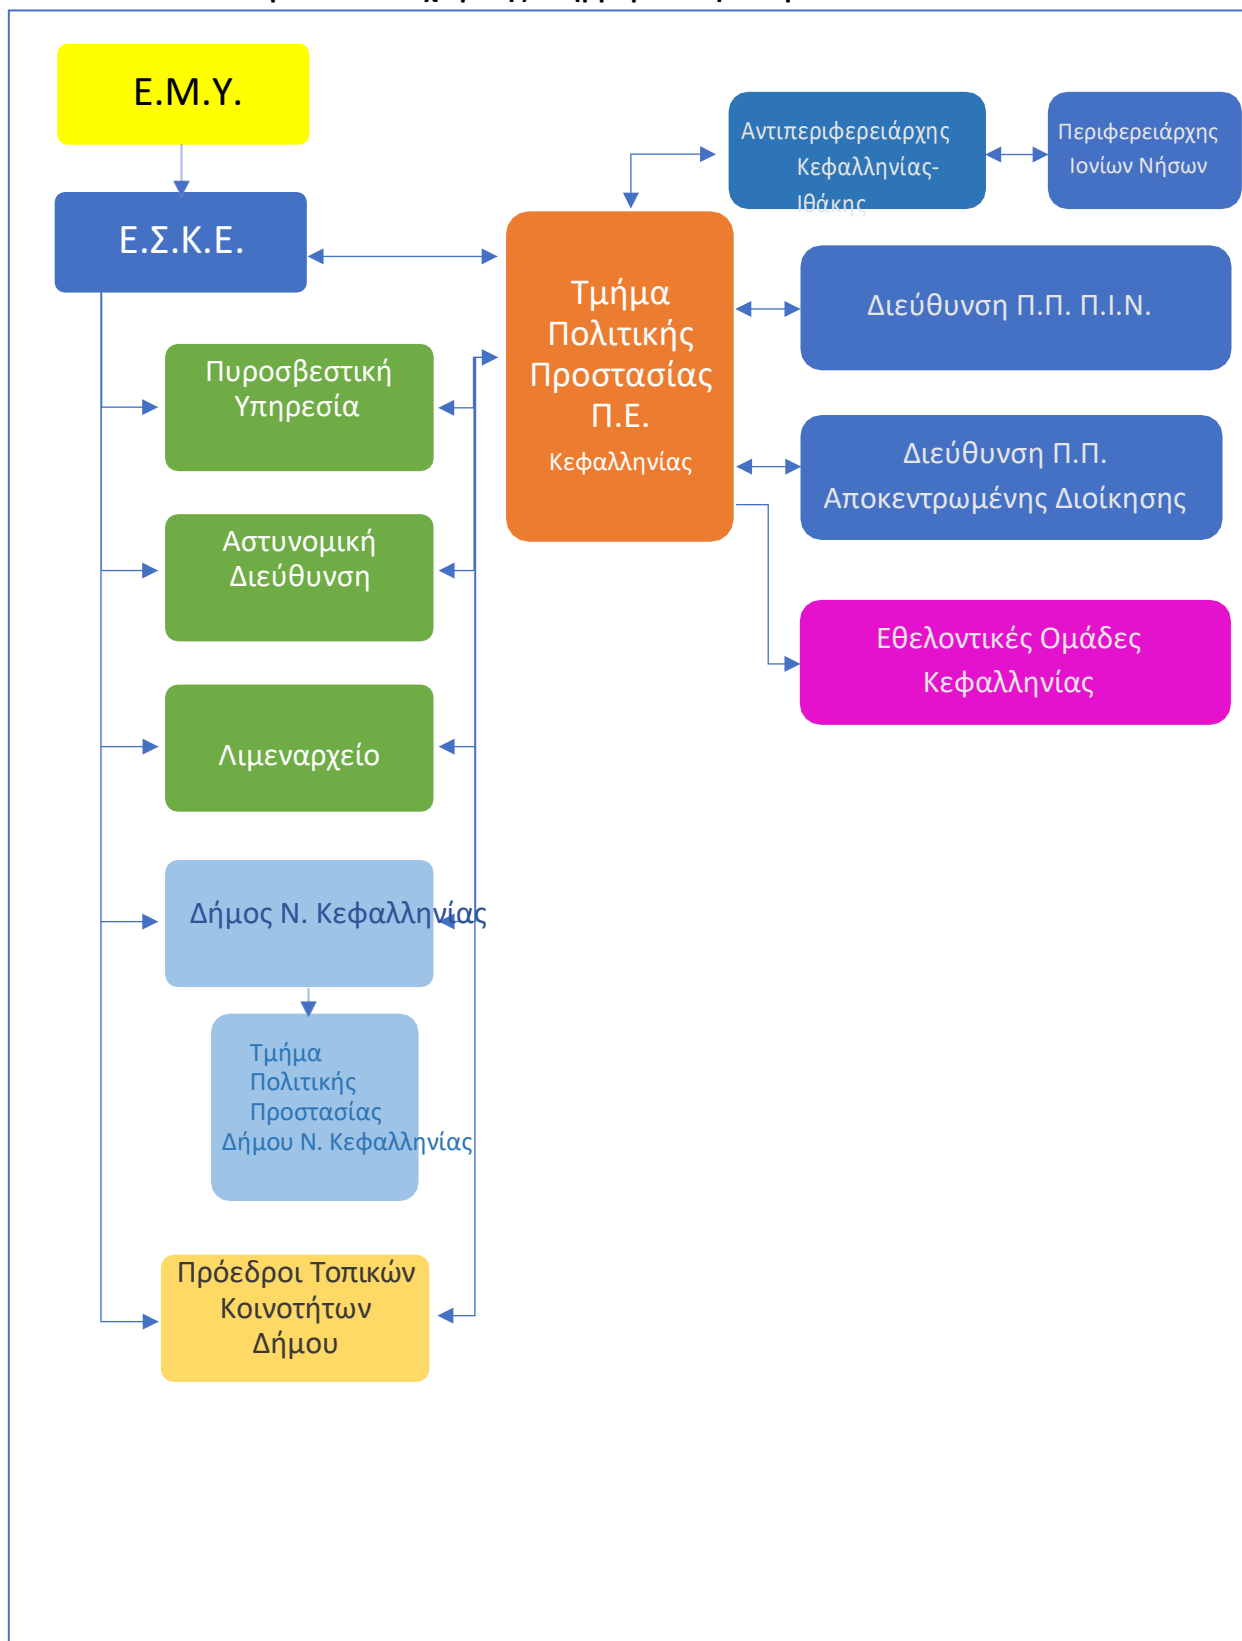 Ε.Μ.Υ.
Ε.Σ.Κ.Ε.
Αντιπεριφερειάρχης
Κεφαλληνίας-
Ιθάκης
Περιφερειάρχης
Ιονίων Νήσων
Τμήμα
Πολιτικής
Προστασίας
Π.Ε.
Κεφαλληνίας
Διεύθυνση Π.Π. Π.Ι.Ν.
Διεύθυνση Π.Π.
Αποκεντρωμένης Διοίκησης
Εθελοντικές Ομάδες
Κεφαλληνίας
Πυροσβεστική
Υπηρεσία
Αστυνομική
Διεύθυνση
Λιμεναρχείο
Δήμος Ν. Κεφαλληνίας
Τμήμα
Πολιτικής
Προστασίας
Δήμου Ν. Κεφαλληνίας
Πρόεδροι Τοπικών
Κοινοτήτων
Δήμου